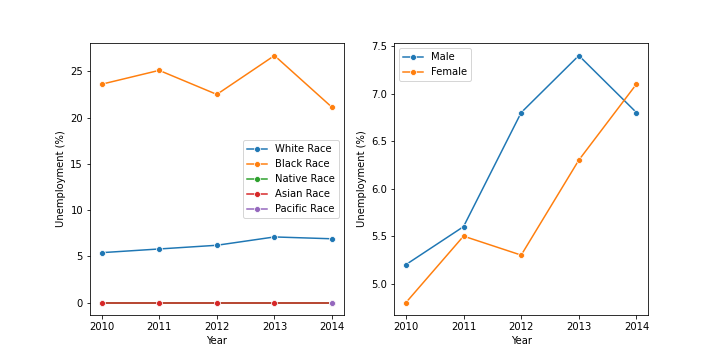 25
20
15
10
5
0
Unemployment (%)
2010 2011 2012 2013 2014
Year
White Race
Black Race
Native Race
Asian Race
Pacific Race
7.5
7.0
6.5
6.0
5.5
5.0
Unemployment (%)
2010 2011 2012 2013 2014
Year
Male
Female